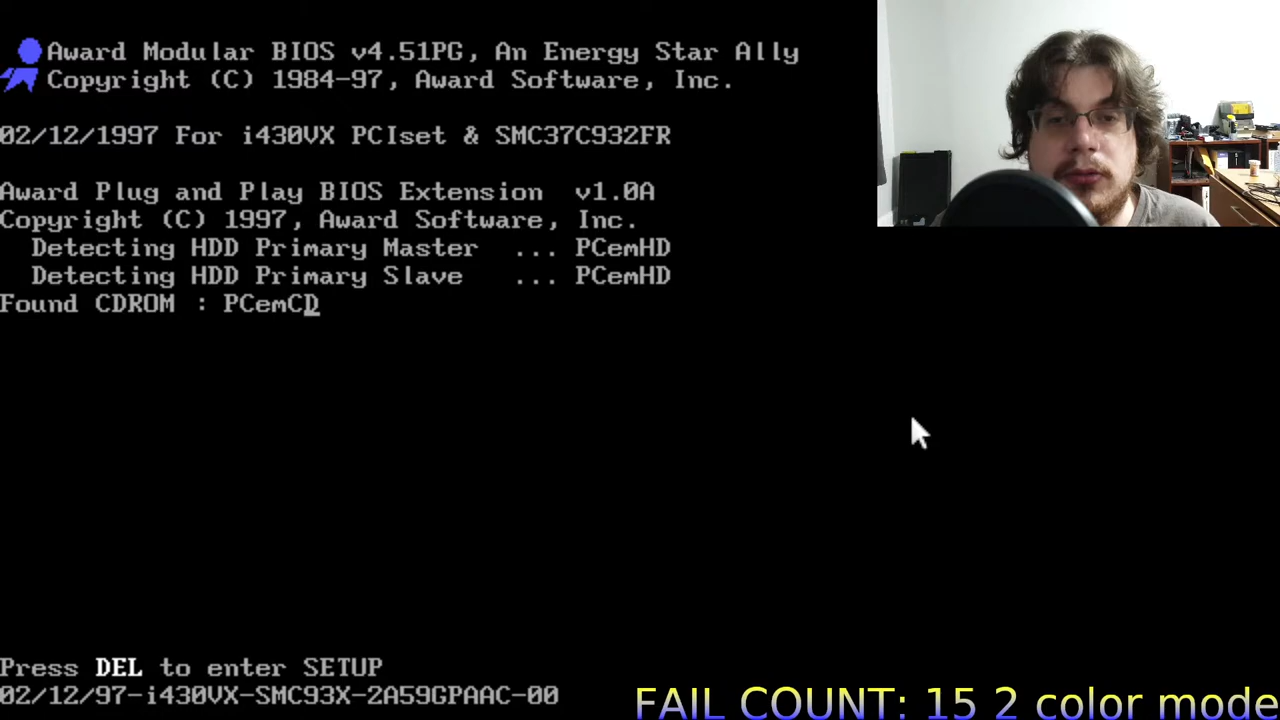 Award Modular BIOS v4.51PG, An Energy Star Ally
Copyright (C) 1984-97, Award Software, Inc.
02/12/1997 For i430VX PCIset & SMC37C932FR
Award Plug and Play BIOS Extension v1.0A
Copyright (C) 1997, Award Software, Inc.
Detecting HDD Primary Master ... PCemHD
Detecting HDD Primary Slave ... PCemHD
Found CDROM : PCemCD
Press DEL to enter SETUP
02/12/97-i430VX-SMC93X-2A59GPAAC-00
FAIL COUNT: 15 2 color mode